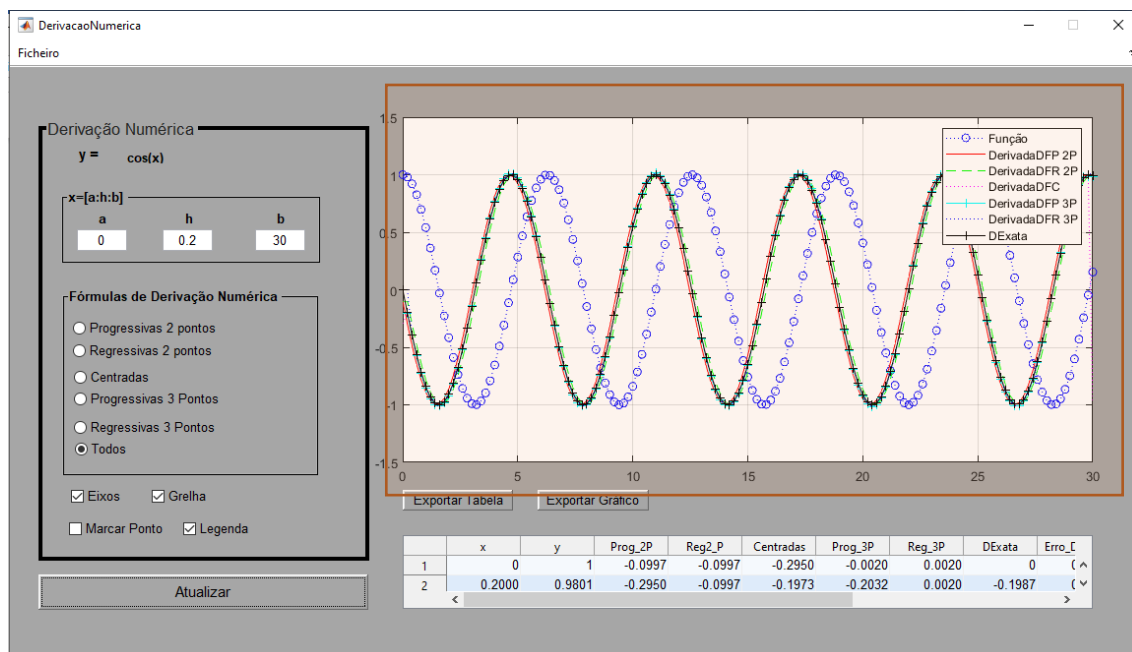 DerivacaoNumerica
Ficheiro
Derivação Numérica
y = cos(x)
x=[a:h:b]
a h b
0 0.2 30
Fórmulas de Derivação Numérica
Progressivas 2 pontos
Regressivas 2 pontos
Centradas
Progressivas 3 Pontos
Regressivas 3 Pontos
Todos
Eixos Grelha
Marcar Ponto Legenda
Atualizar
1.5
1
0.5
0
-0.5
-1
-1.5
0 5 10 15 20 25 30
Função
DerivadaDFP 2P
DerivadaDFR 2P
DerivadaDFC
DerivadaDFP 3P
DerivadaDFR 3P
DExata
Exportar Tabela Exportar Gráfico
x y Prog_2P Reg2_P Centradas Prog_3P Reg_3P DExata
1 0 1 -0.0997 -0.0997 -0.2950 -0.0020 0.0020 0
2 0.2000 0.9801 -0.2950 -0.0997 -0.1973 -0.2032 0.0020 -0.1987